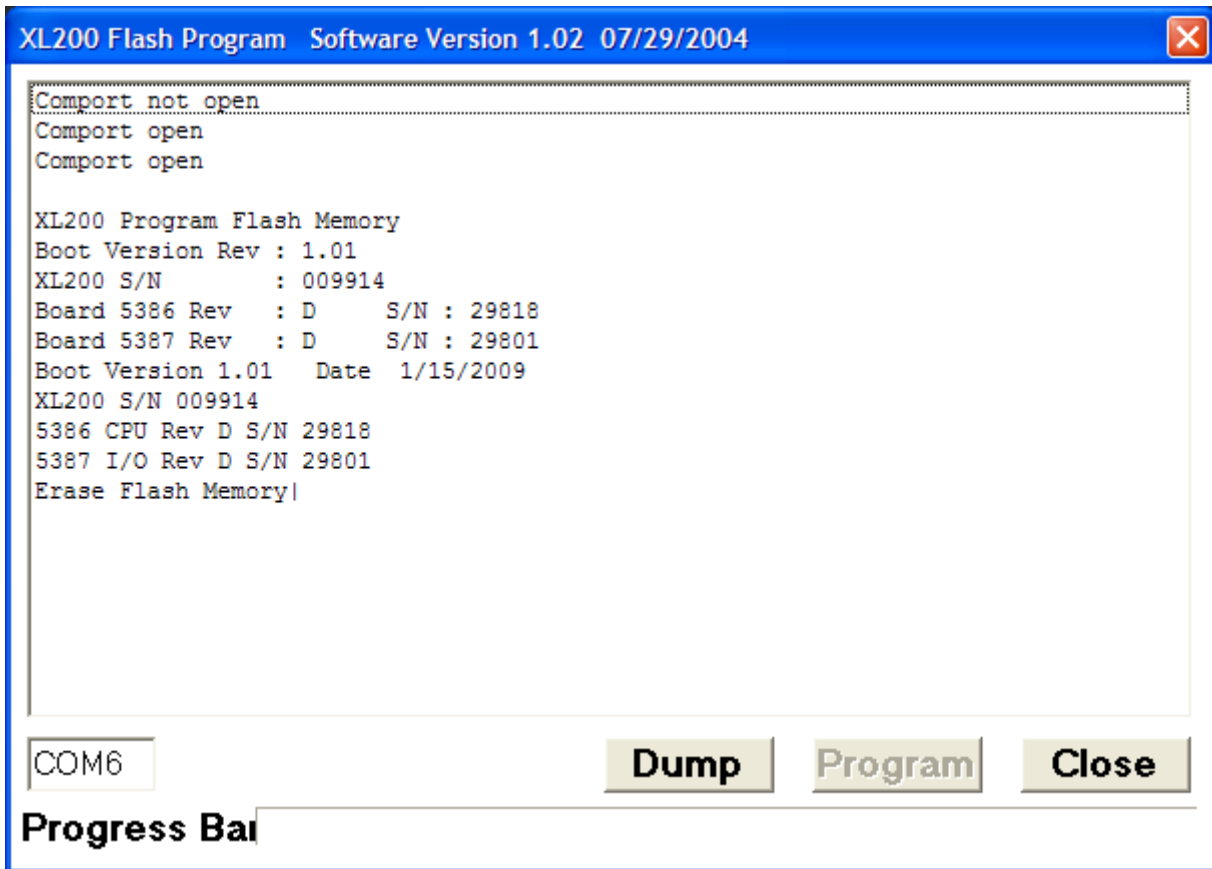 XL200 Flash Program   Software Version 1.02  07/29/2004
Comport not open
Comport open
Comport open
XL200 Program Flash Memory
Boot Version Rev : 1.01
XL200 S/N        : 009914
Board 5386 Rev   : D     S/N : 29818
Board 5387 Rev   : D     S/N : 29801
Boot Version 1.01   Date  1/15/2009
XL200 S/N 009914
5386 CPU Rev D S/N 29818
5387 I/O Rev D S/N 29801
Erase Flash Memory|
COM6
Dump
Program
Close
Progress Bar